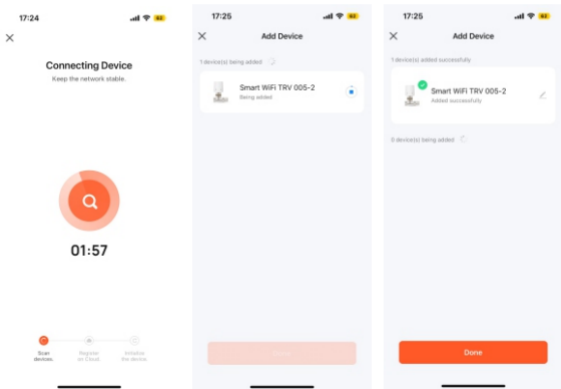 17:24
Connecting Device
Keep the network stable.
01:57
Scan devices.
Register on Cloud.
Initialize the device.
17:25
Add Device
1 device(s) being added
Smart WiFi TRV 005-2
Being added
17:25
Add Device
1 device(s) added successfully
Smart WiFi TRV 005-2
Added successfully
0 device(s) being added
Done